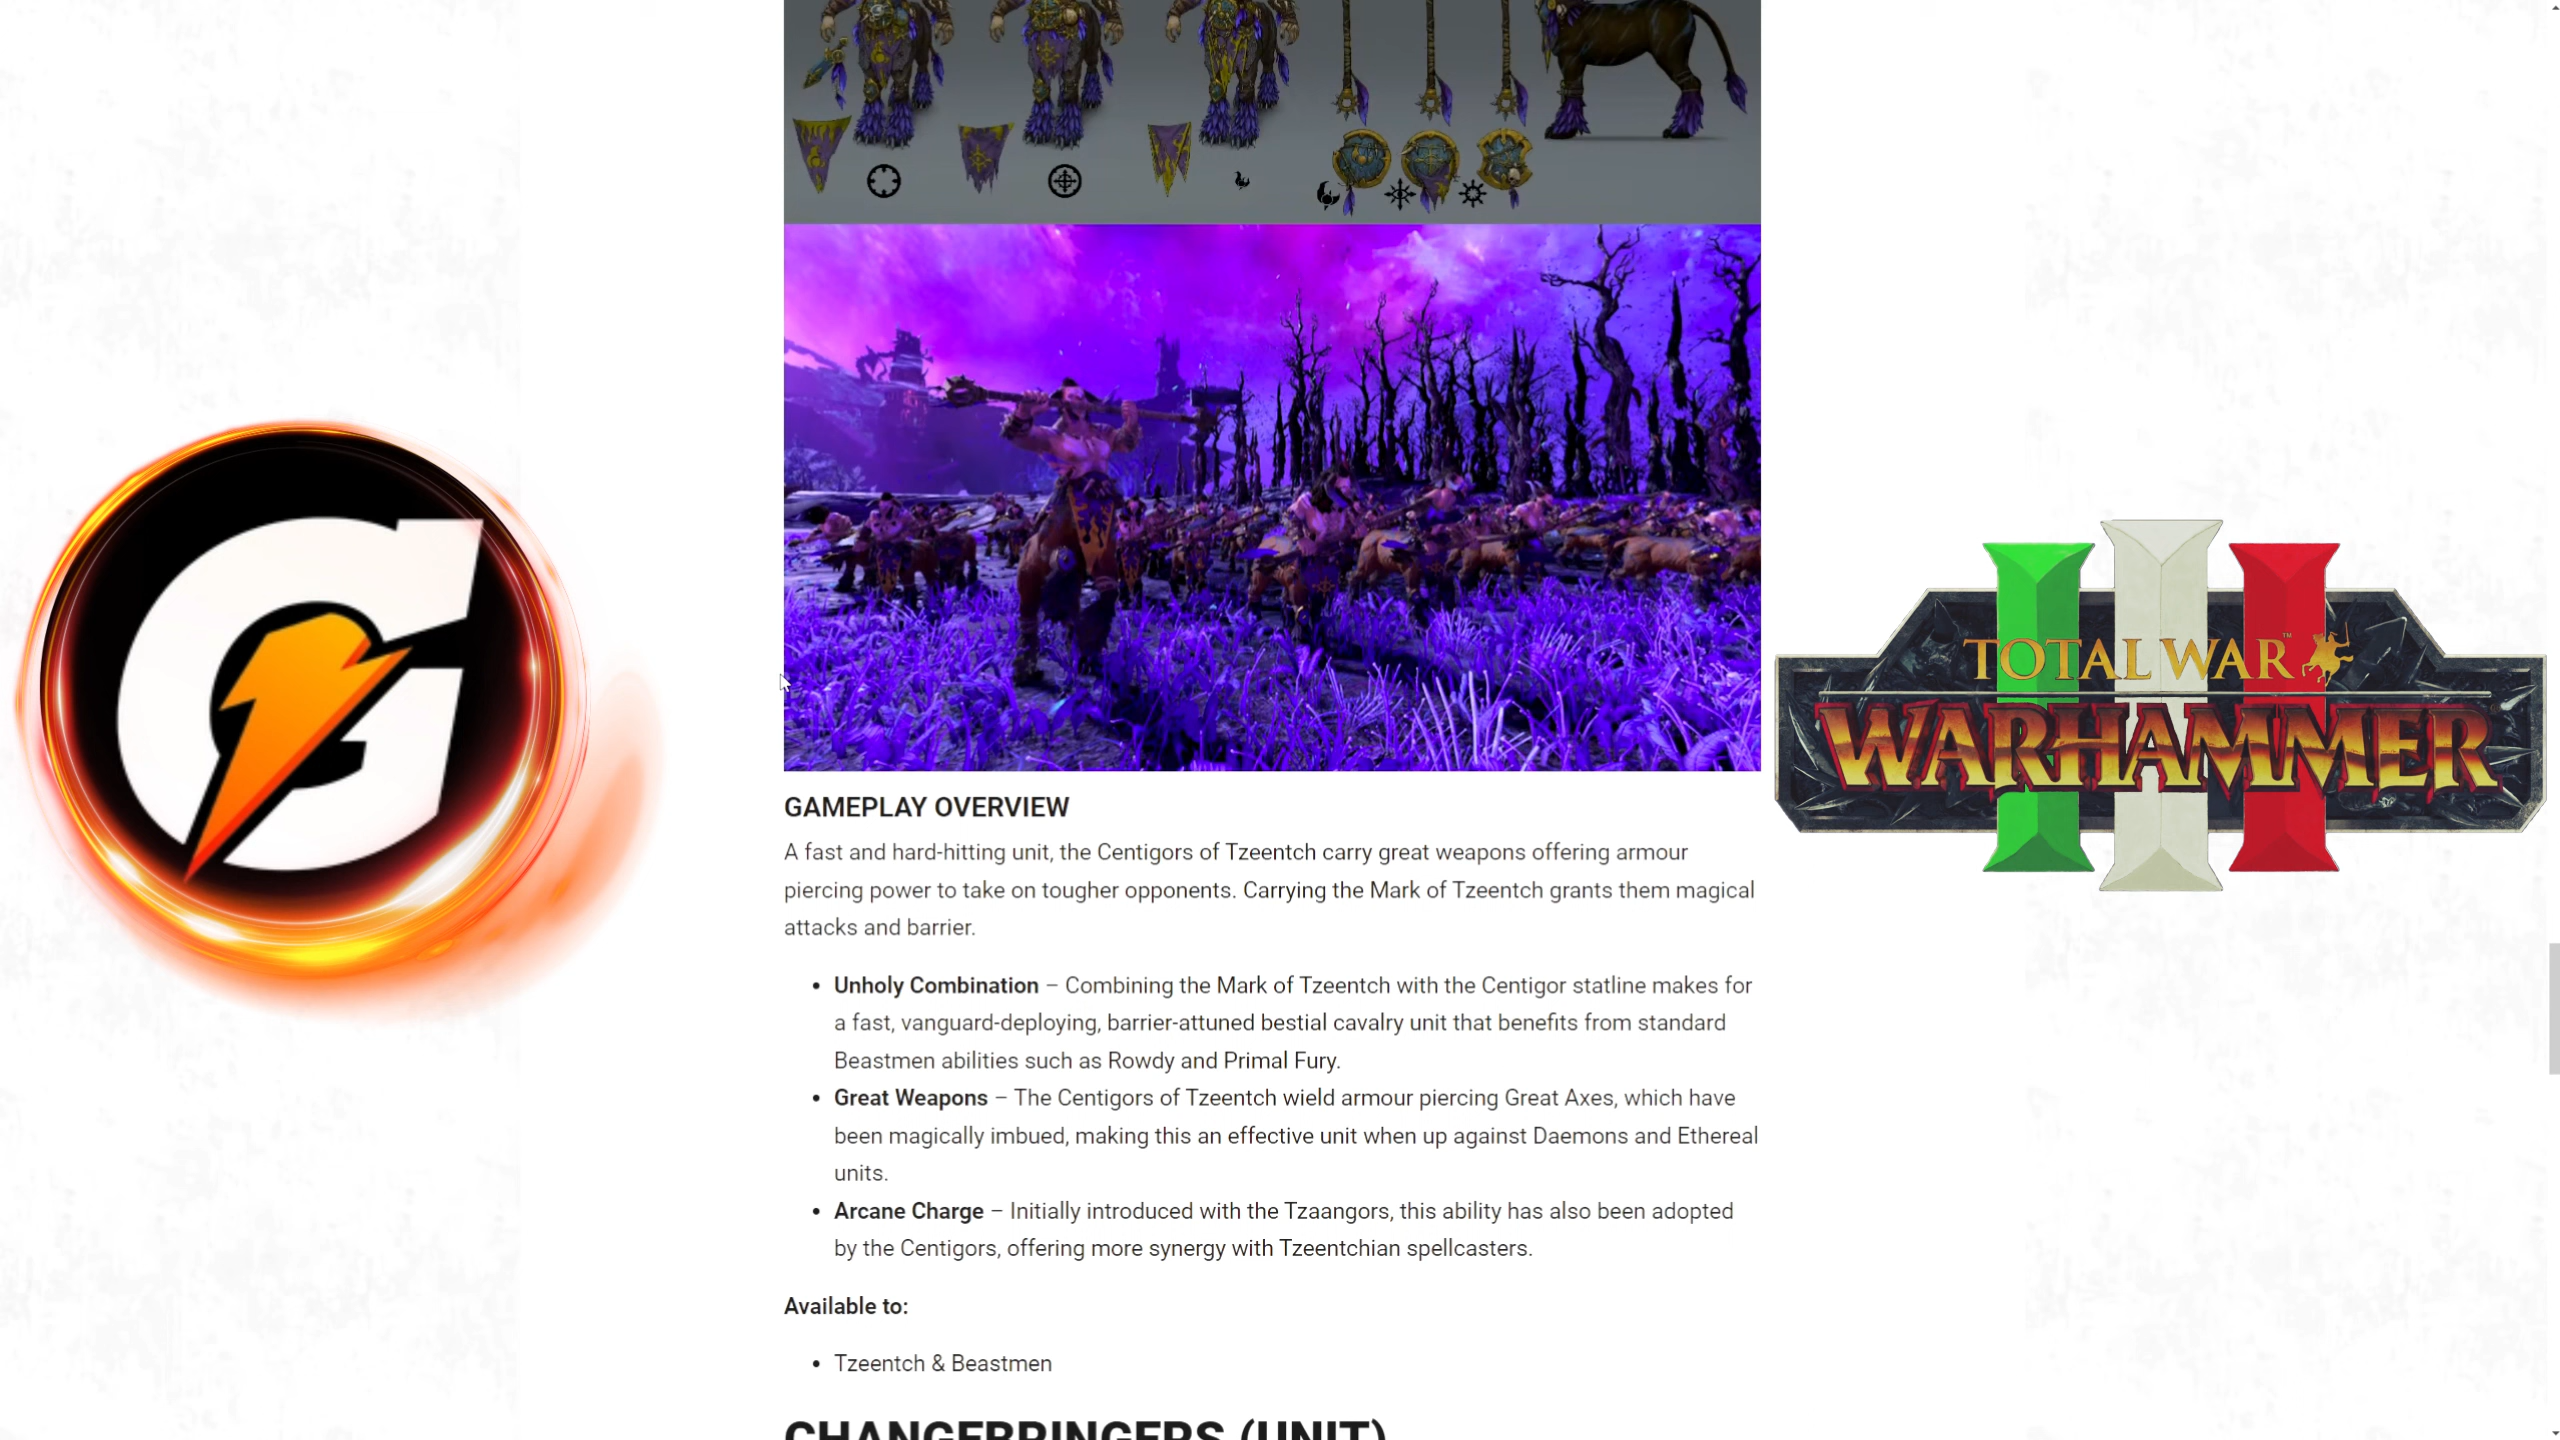 G
TOTAL WAR™
WARHAMMER
GAMEPLAY OVERVIEW
A fast and hard-hitting unit, the Centigors of Tzeentch carry great weapons offering armour
piercing power to take on tougher opponents. Carrying the Mark of Tzeentch grants them magical
attacks and barrier.
• Unholy Combination – Combining the Mark of Tzeentch with the Centigor statline makes for
a fast, vanguard-deploying, barrier-attuned bestial cavalry unit that benefits from standard
Beastmen abilities such as Rowdy and Primal Fury.
• Great Weapons – The Centigors of Tzeentch wield armour piercing Great Axes, which have
been magically imbued, making this an effective unit when up against Daemons and Ethereal
units.
• Arcane Charge – Initially introduced with the Tzaangors, this ability has also been adopted
by the Centigors, offering more synergy with Tzeentchian spellcasters.
Available to:
• Tzeentch & Beastmen
CHANGEBRINGERS (UNIT)